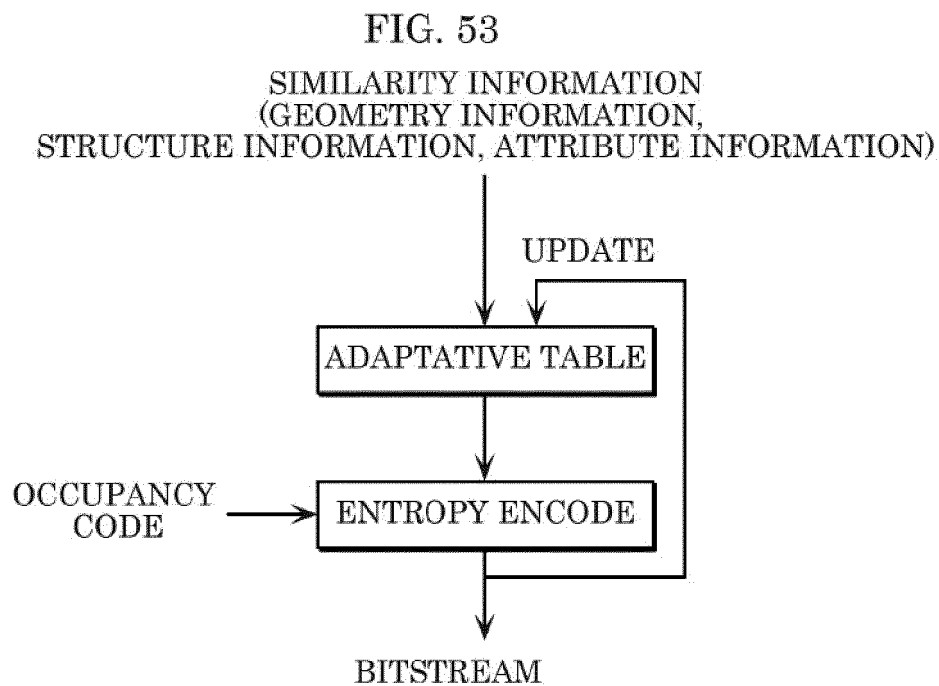 FIG. 53
SIMILARITY INFORMATION
(GEOMETRY INFORMATION,
STRUCTURE INFORMATION, ATTRIBUTE INFORMATION)
UPDATE
ADAPTATIVE TABLE
OCCUPANCY
CODE
ENTROPY ENCODE
BITSTREAM